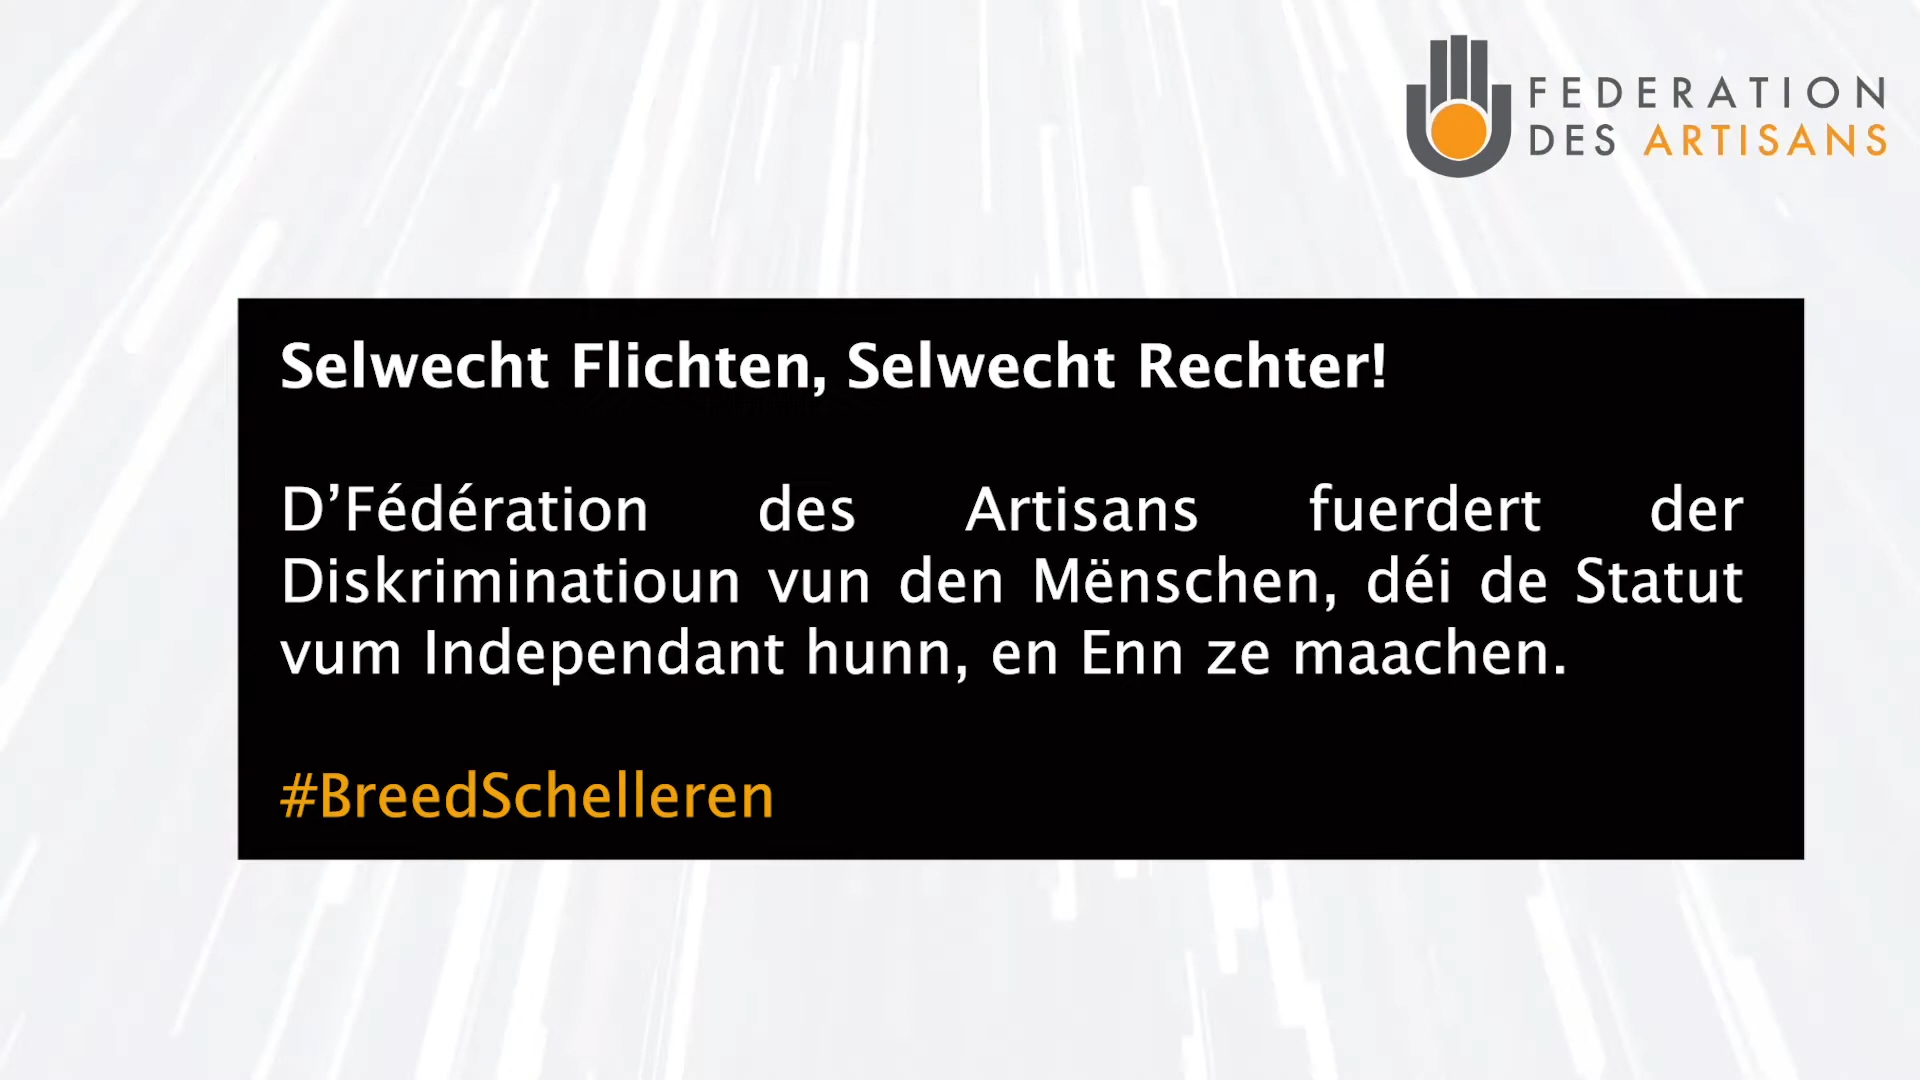 FEDERATION
DES ARTISANS
Selwecht Flichten, Selwecht Rechter!
D’Fédération des Artisans fuerdert der
Diskriminatioun vun den Mënschen, déi de Statut
vum Independant hunn, en Enn ze maachen.
#BreedSchelleren